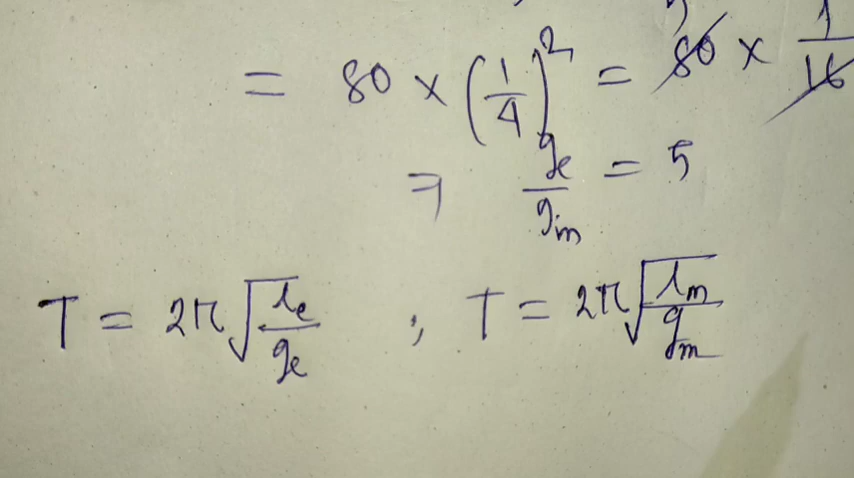 = 80 × (1/4)² = 80 × 1/16
⇒ gₑ/gₘ = 5
T = 2π√(lₑ/gₑ) , T = 2π√(lₘ/gₘ)